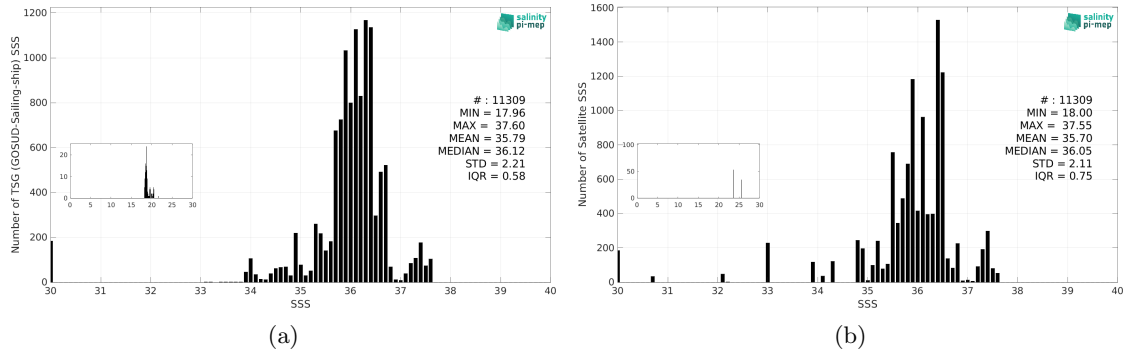 1200
1000
800
600
400
200
0
30 31 32 33 34 35 36 37 38 39 40
SSS
Number of TSG (GOSUD-Sailing-ship) SSS
salinity
pi-mep
# : 11309
MIN = 17.96
MAX = 37.60
MEAN = 35.79
MEDIAN = 36.12
STD = 2.21
IQR = 0.58
20
10
0
0 5 10 15 20 25 30
(a)
1600
1400
1200
1000
800
600
400
200
0
30 31 32 33 34 35 36 37 38 39 40
SSS
Number of Satellite SSS
salinity
pi-mep
# : 11309
MIN = 18.00
MAX = 37.55
MEAN = 35.70
MEDIAN = 36.05
STD = 2.11
IQR = 0.75
100
50
0
0 5 10 15 20 25 30
(b)